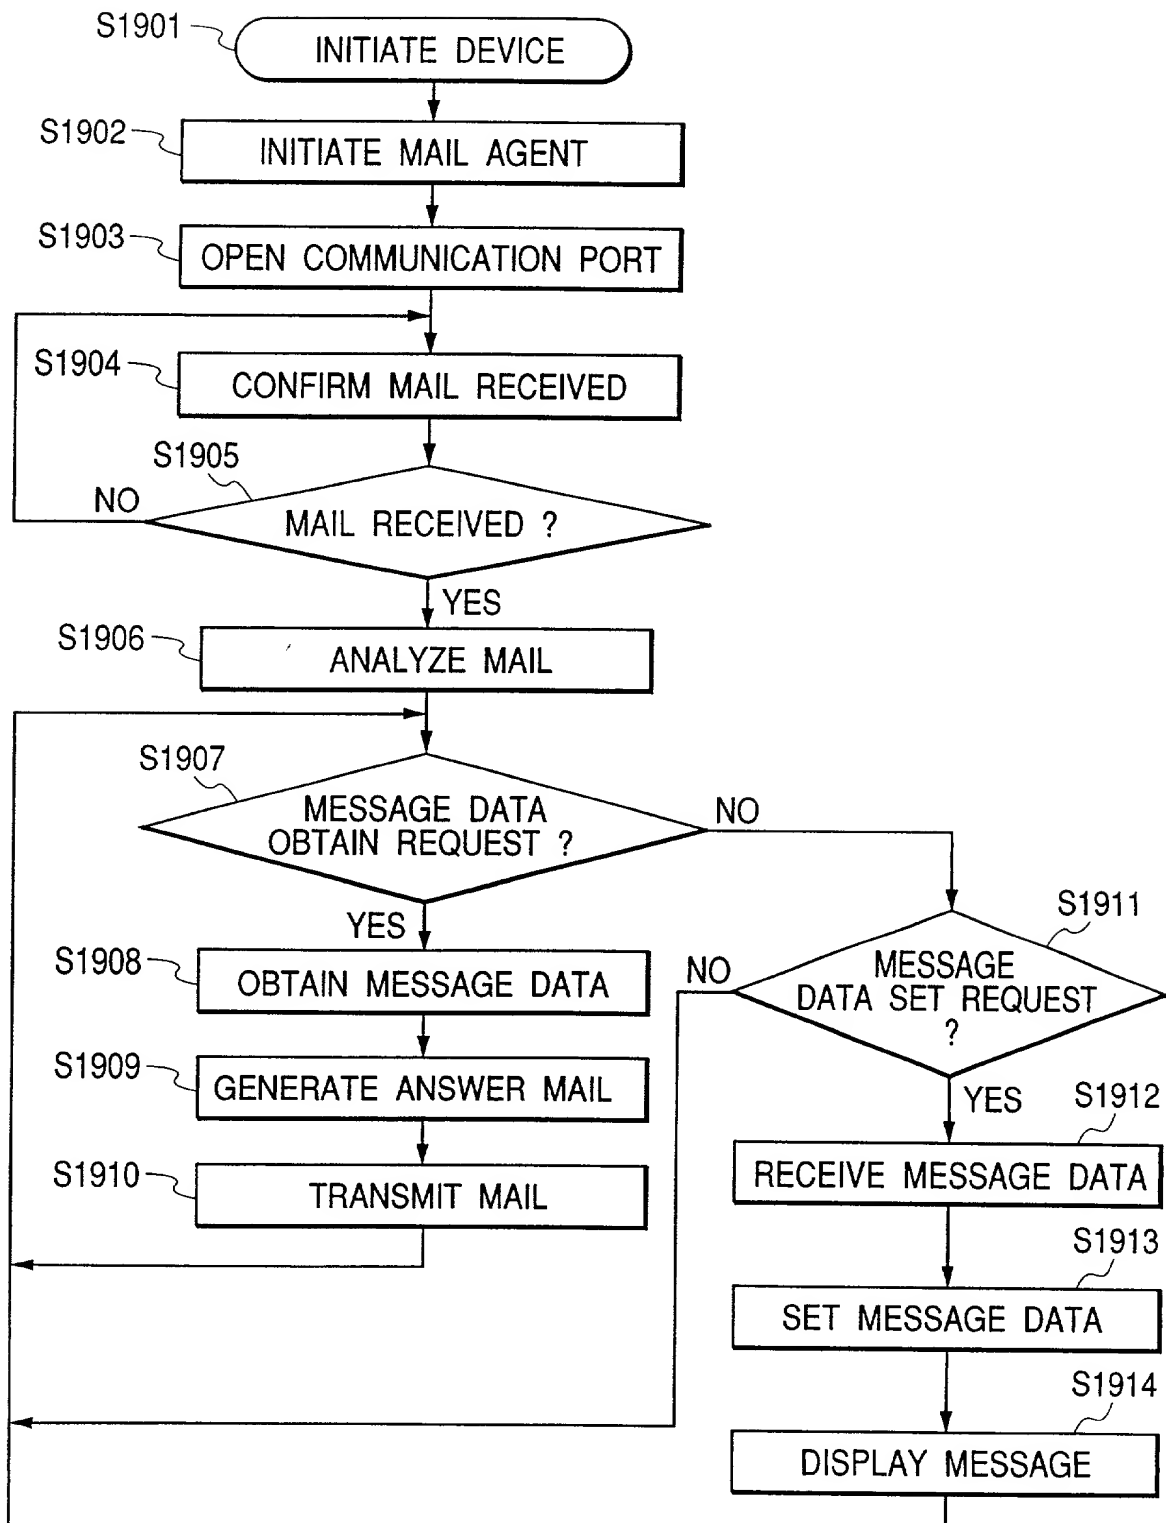 S1901
INITIATE DEVICE
S1902
INITIATE MAIL AGENT
S1903
OPEN COMMUNICATION PORT
S1904
CONFIRM MAIL RECEIVED
S1905
NO
MAIL RECEIVED ?
YES
S1906
ANALYZE MAIL
S1907
MESSAGE DATA
OBTAIN REQUEST ?
NO
YES
S1908
OBTAIN MESSAGE DATA
S1909
GENERATE ANSWER MAIL
S1910
TRANSMIT MAIL
S1911
NO
MESSAGE
DATA SET REQUEST
?
YES
S1912
RECEIVE MESSAGE DATA
S1913
SET MESSAGE DATA
S1914
DISPLAY MESSAGE